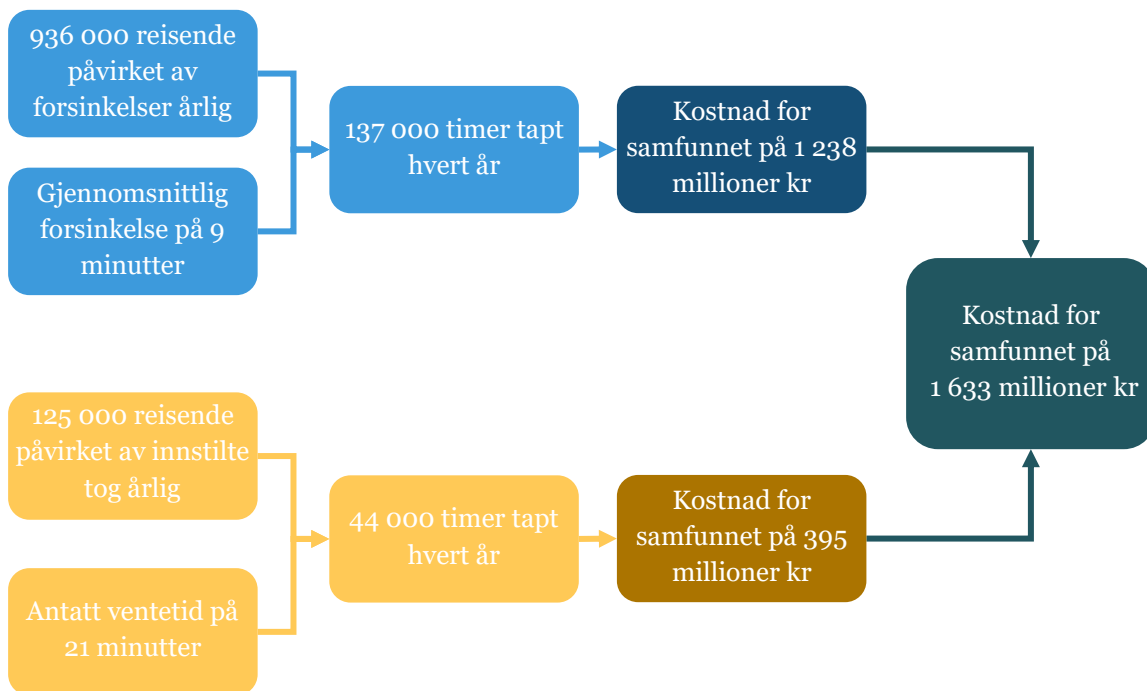 936 000 reisende
påvirket av
forsinkelser årlig
Gjennomsnittlig
forsinkelse på 9
minutter
137 000 timer tapt
hvert år
Kostnad for
samfunnet på 1 238
millioner kr
Kostnad for
samfunnet på
1 633 millioner kr
125 000 reisende
påvirket av innstilte
tog årlig
Antatt ventetid på
21 minutter
44 000 timer tapt
hvert år
Kostnad for
samfunnet på 395
millioner kr